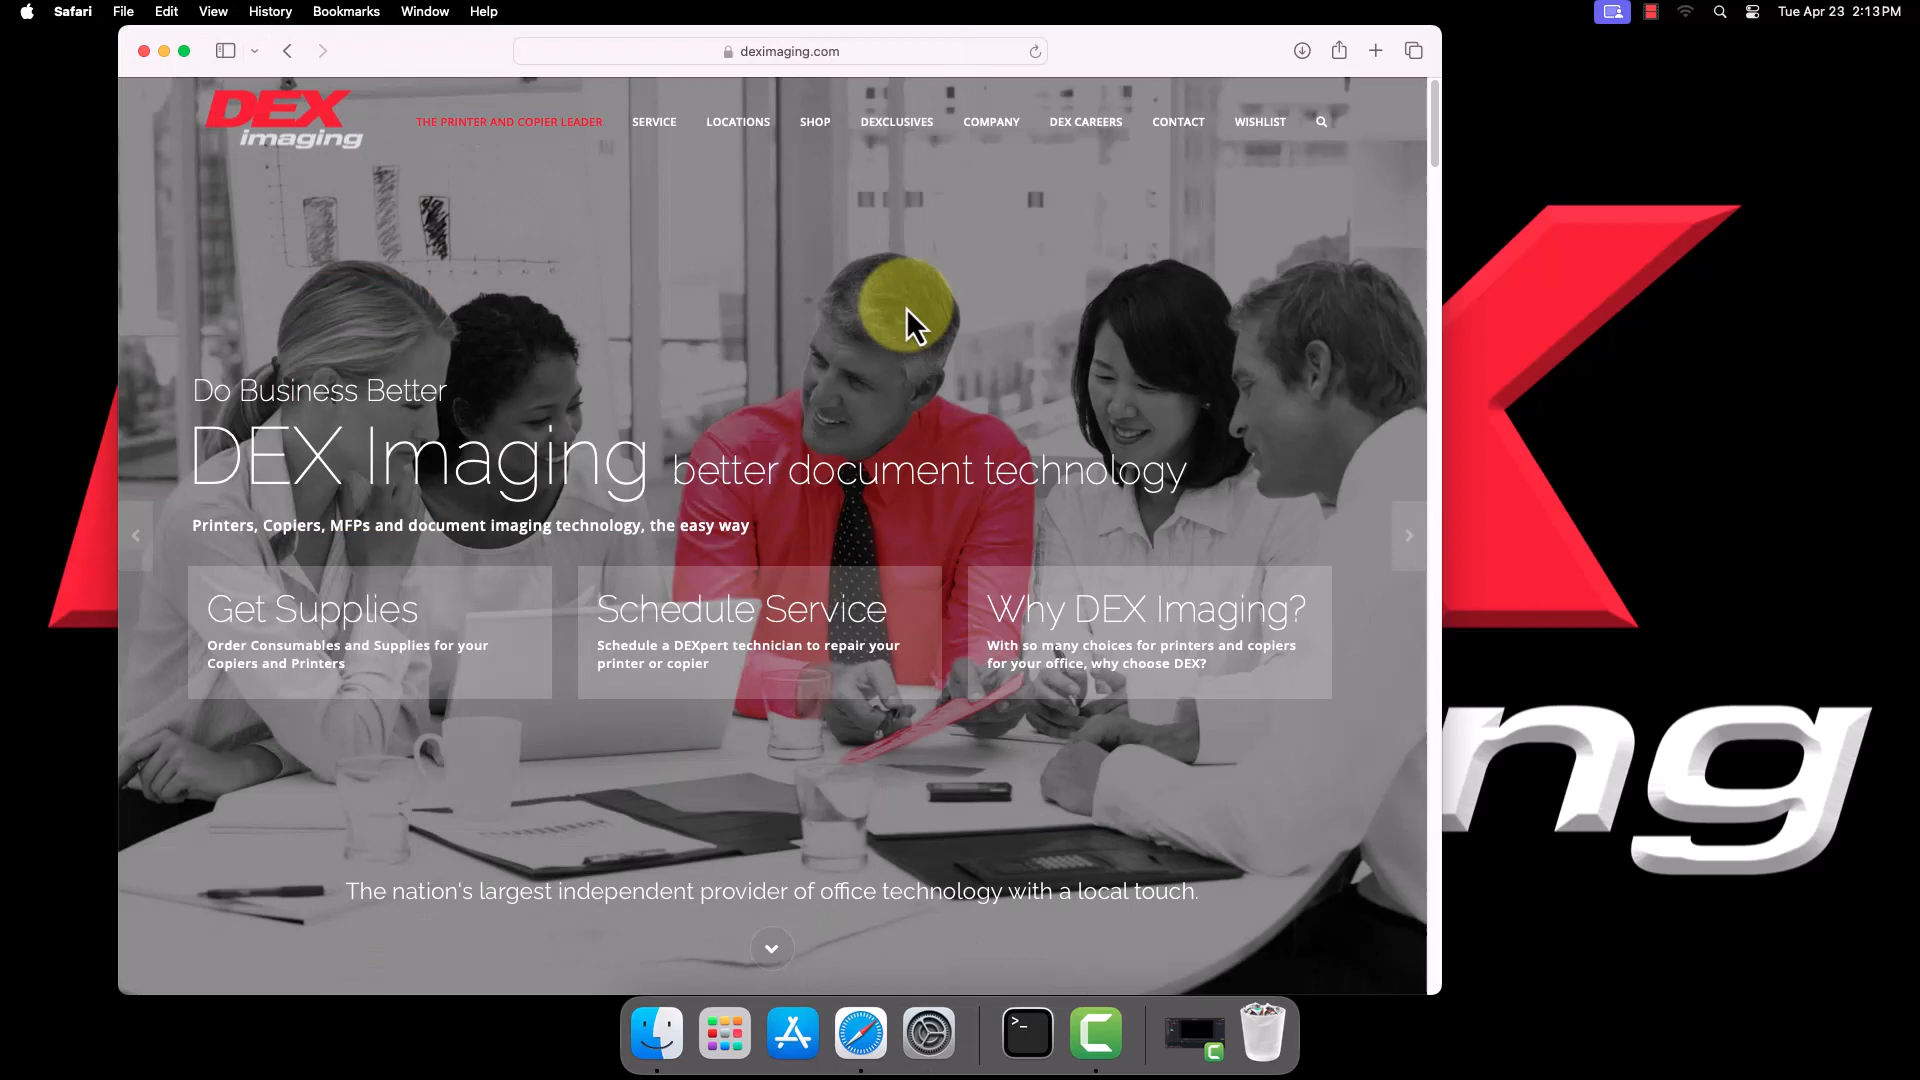 Safari File Edit View History Bookmarks Window Help
Tue Apr 23 2:13 PM
deximaging.com
DEX
imaging
THE PRINTER AND COPIER LEADER SERVICE LOCATIONS SHOP DEXCLUSIVES COMPANY DEX CAREERS CONTACT WISHLIST
Do Business Better
DEX Imaging better document technology
Printers, Copiers, MFPs and document imaging technology, the easy way
Get Supplies
Order Consumables and Supplies for your
Copiers and Printers
Schedule Service
Schedule a DEXpert technician to repair your
printer or copier
Why DEX Imaging?
With so many choices for printers and copiers
for your office, why choose DEX?
The nation's largest independent provider of office technology with a local touch.
X
ng